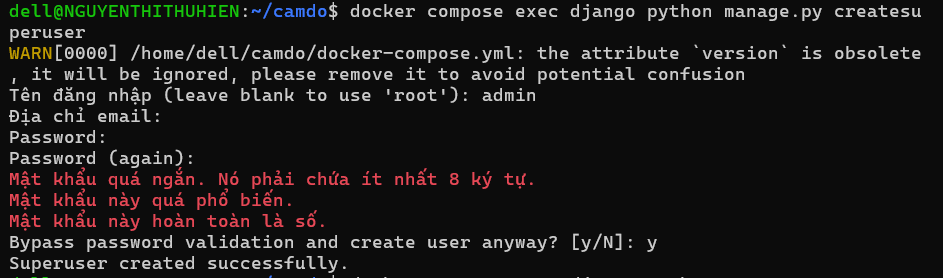 dell@NGUYENTHITHUHIEN:~/camdo$ docker compose exec django python manage.py createsu
peruser
WARN[0000] /home/dell/camdo/docker-compose.yml: the attribute `version` is obsolete
, it will be ignored, please remove it to avoid potential confusion
Tên đăng nhập (leave blank to use 'root'): admin
Địa chỉ email:
Password:
Password (again):
Mật khẩu quá ngắn. Nó phải chứa ít nhất 8 ký tự.
Mật khẩu này quá phổ biến.
Mật khẩu này hoàn toàn là số.
Bypass password validation and create user anyway? [y/N]: y
Superuser created successfully.